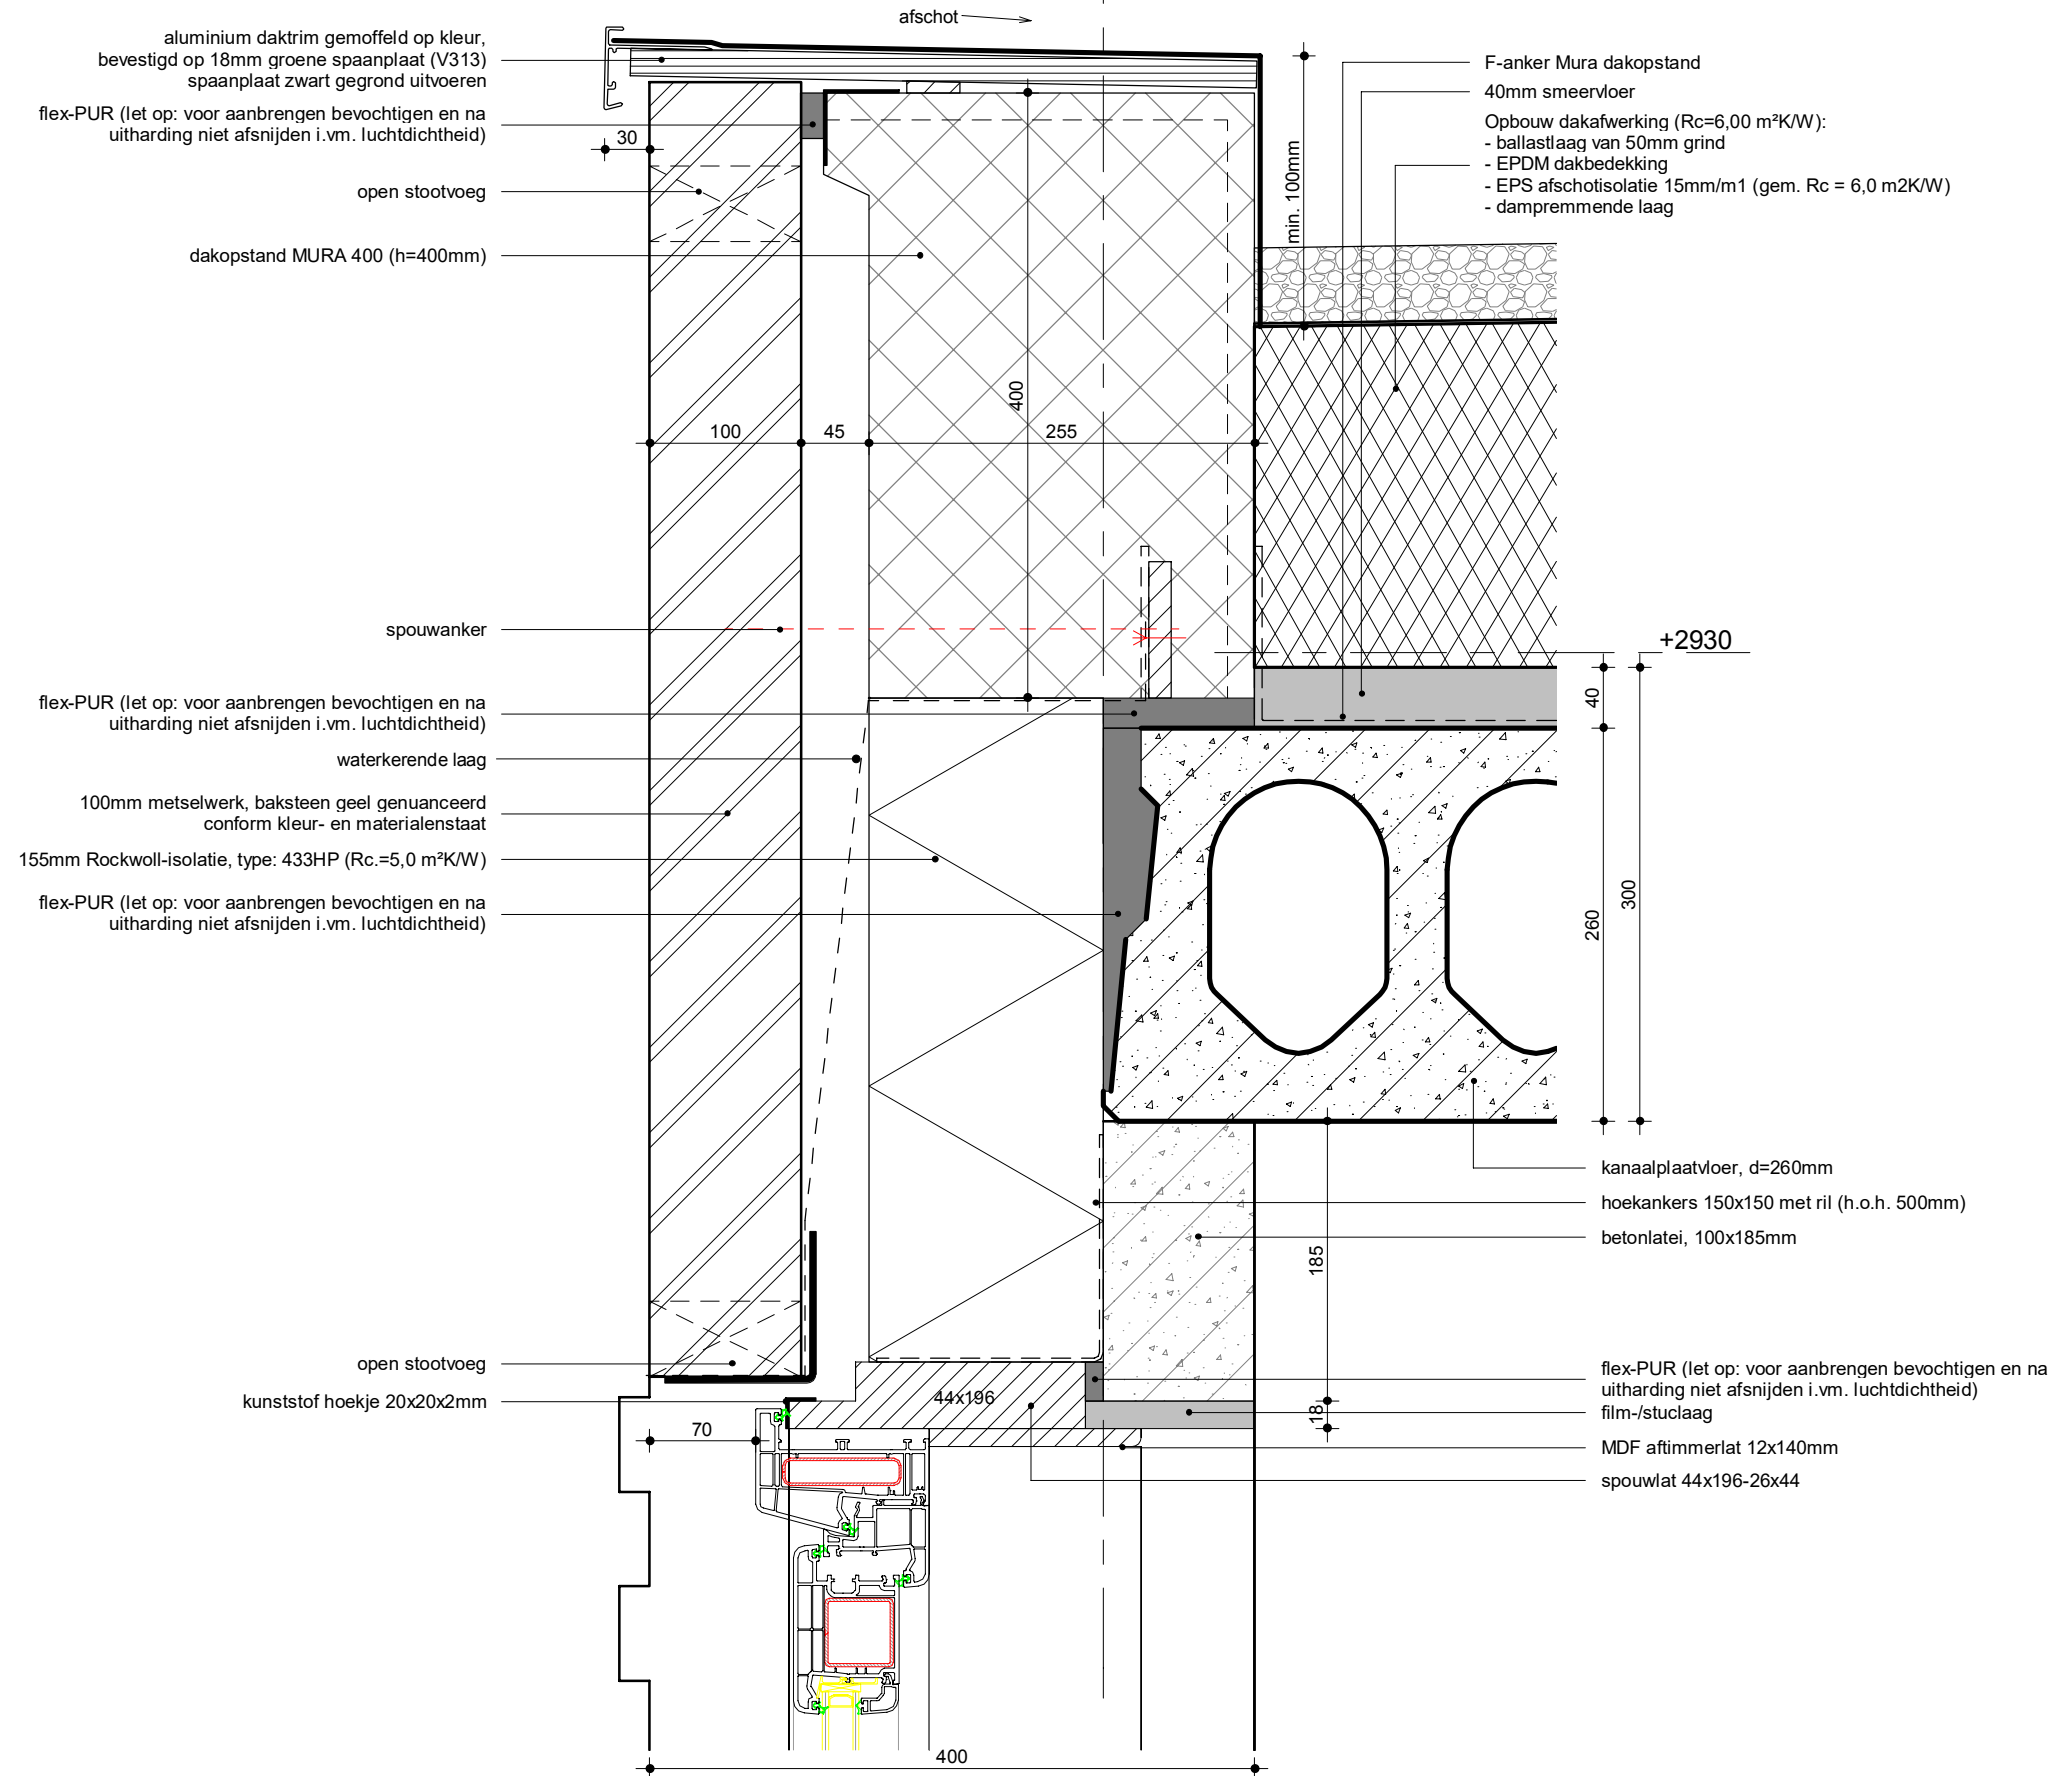 afschot
aluminium daktrim gemoffeld op kleur,
bevestigd op 18mm groene spaanplaat (V313)
spaanplaat zwart gegrond uitvoeren
flex-PUR (let op: voor aanbrengen bevochtigen en na
uitharding niet afsnijden i.vm. luchtdichtheid)
30
open stootvoeg
dakopstand MURA 400 (h=400mm)
F-anker Mura dakopstand
40mm smeervloer
Opbouw dakafwerking (Rc=6,00 m²K/W):
- ballastlaag van 50mm grind
- EPDM dakbedekking
- EPS afschotisolatie 15mm/m1 (gem. Rc = 6,0 m2K/W)
- dampremmende laag
min. 100mm
400
100
45
255
spouwanker
+2930
flex-PUR (let op: voor aanbrengen bevochtigen en na
uitharding niet afsnijden i.vm. luchtdichtheid)
40
waterkerende laag
100mm metselwerk, baksteen geel genuanceerd
conform kleur- en materialenstaat
155mm Rockwoll-isolatie, type: 433HP (Rc.=5,0 m²K/W)
flex-PUR (let op: voor aanbrengen bevochtigen en na
uitharding niet afsnijden i.vm. luchtdichtheid)
260
300
kanaalplaatvloer, d=260mm
hoekankers 150x150 met ril (h.o.h. 500mm)
betonlatei, 100x185mm
185
open stootvoeg
kunststof hoekje 20x20x2mm
44x196
18
flex-PUR (let op: voor aanbrengen bevochtigen en na
uitharding niet afsnijden i.vm. luchtdichtheid)
film-/stuclaag
MDF aftimmerlat 12x140mm
spouwlat 44x196-26x44
70
400